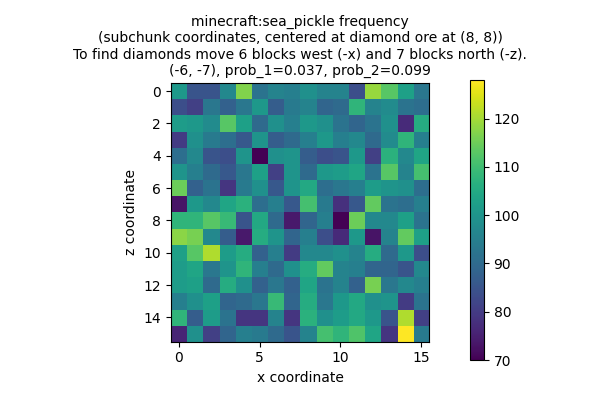 minecraft:sea_pickle frequency
(subchunk coordinates, centered at diamond ore at (8, 8))
To find diamonds move 6 blocks west (-x) and 7 blocks north (-z).
(-6, -7), prob_1=0.037, prob_2=0.099
0
2
4
6
8
10
12
14
z coordinate
0 5 10 15
x coordinate
120
110
100
90
80
70